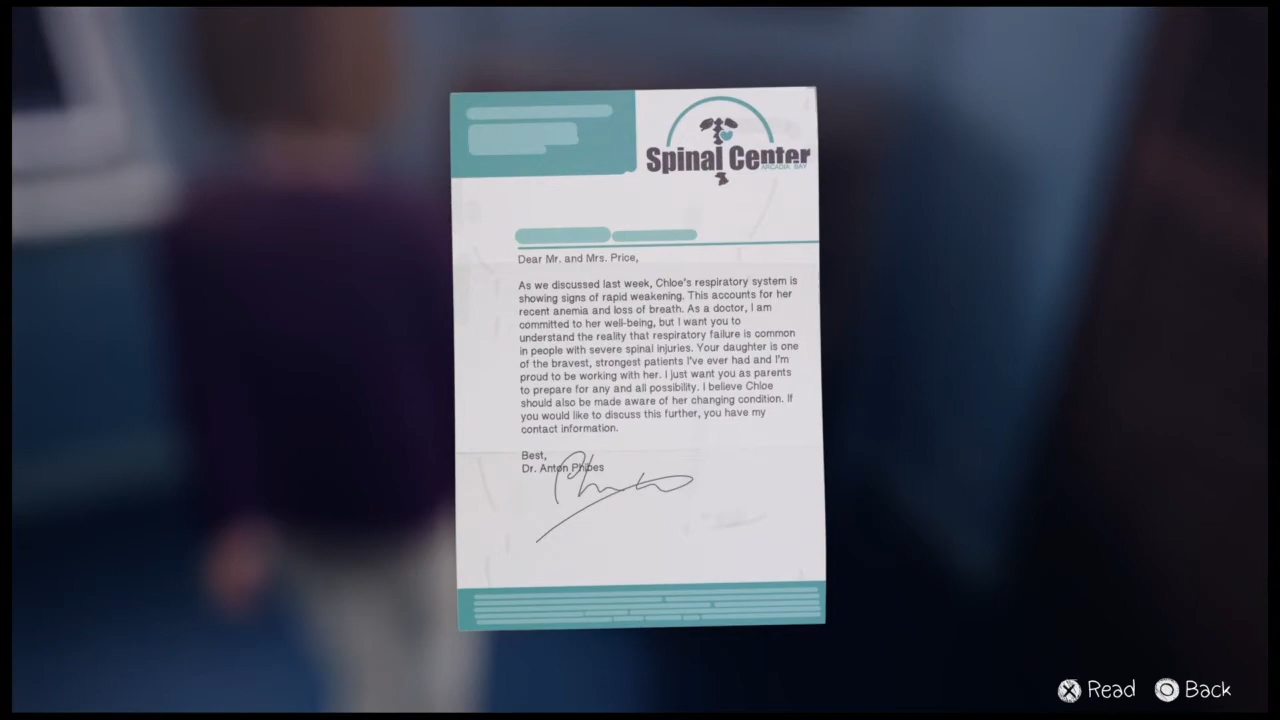 Spinal Center
ARCADIA BAY
Dear Mr. and Mrs. Price,
As we discussed last week, Chloe's respiratory system is
showing signs of rapid weakening. This accounts for her
recent anemia and loss of breath. As a doctor, I am
committed to her well-being, but I want you to
understand the reality that respiratory failure is common
in people with severe spinal injuries. Your daughter is one
of the bravest, strongest patients I've ever had and I'm
proud to be working with her. I just want you as parents
to prepare for any and all possibility. I believe Chloe
should also be made aware of her changing condition. If
you would like to discuss this further, you have my
contact information.
Best,
Dr. Anton Phibes
Read
Back